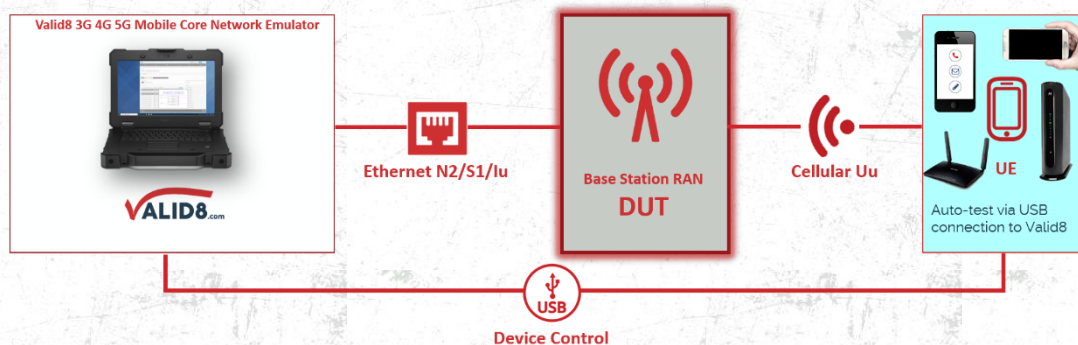 Valid8 3G 4G 5G Mobile Core Network Emulator
VALID8.com
Ethernet N2/S1/Iu
Base Station RAN
DUT
Cellular Uu
UE
Auto-test via USB
connection to Valid8
USB
Device Control